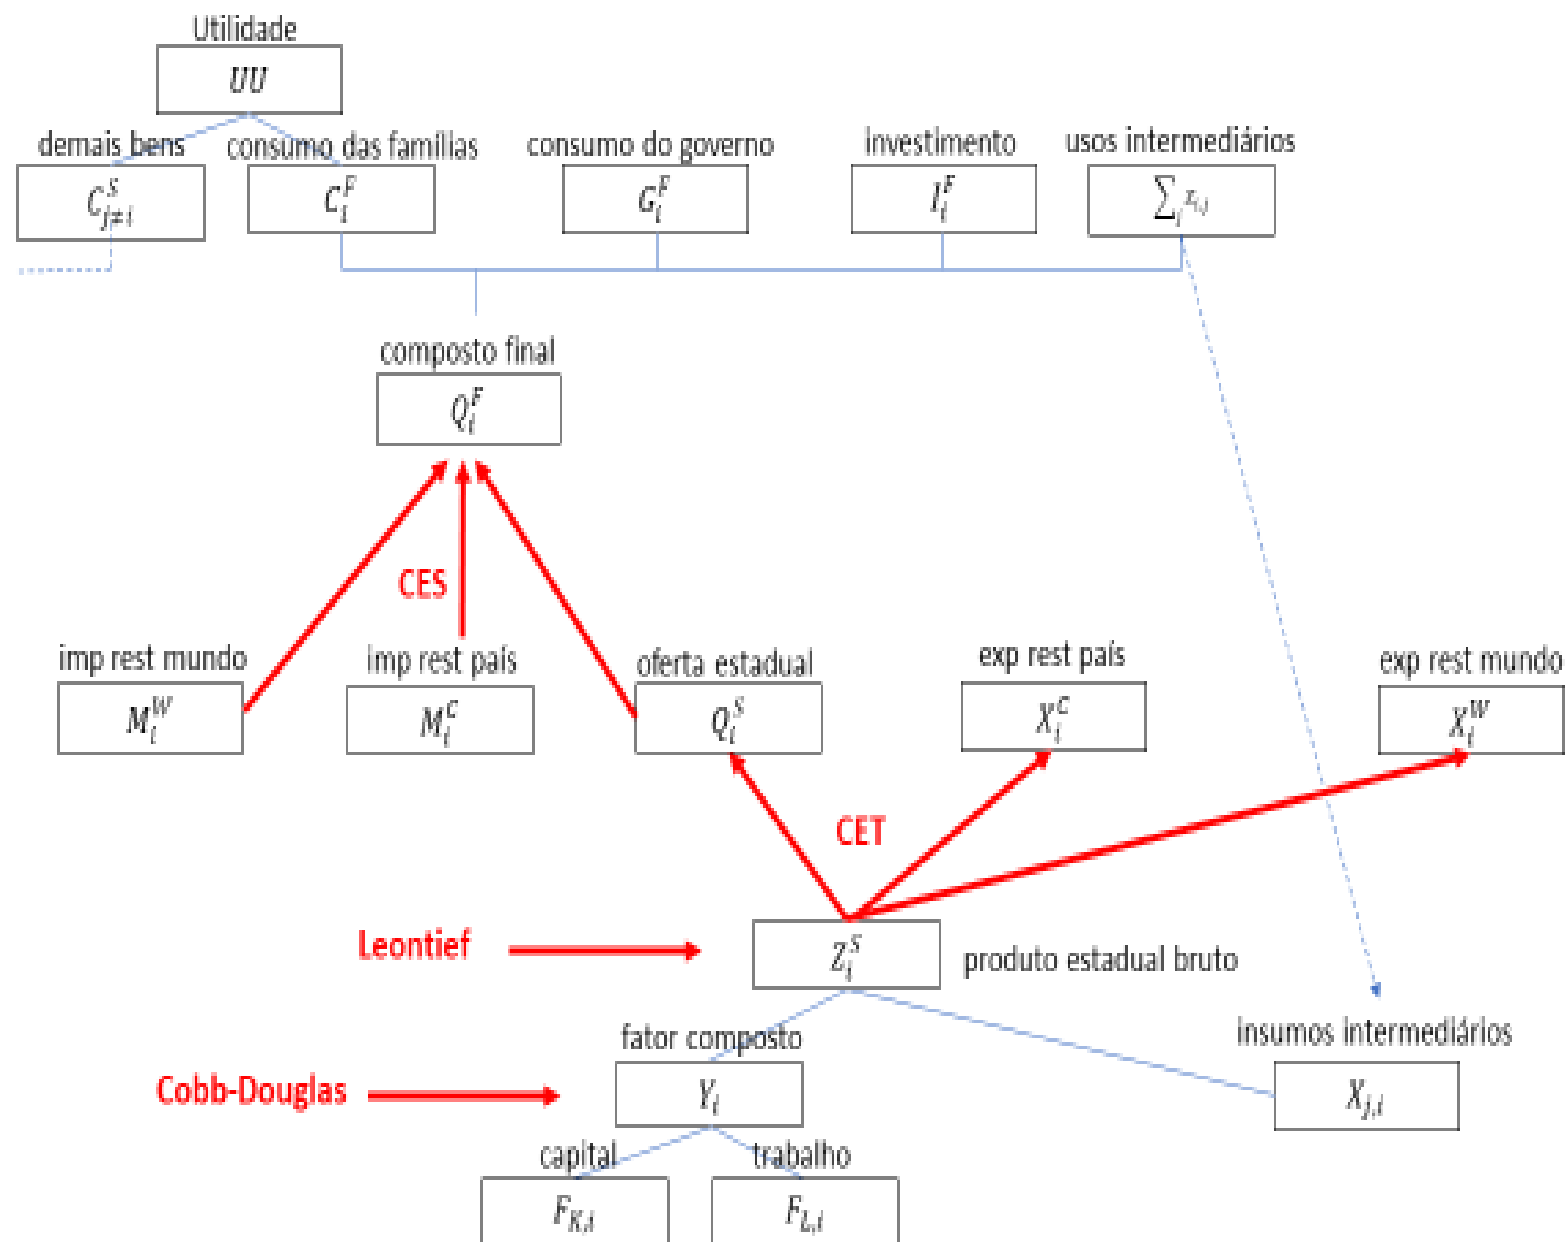 Utilidade
UU
demais bens
consumo das famílias
consumo do governo
investimento
usos intermediários
C^S_{j≠i}
C^F_i
G^F_i
I^F_i
∑_i z_{i,j}
composto final
Q^F_i
CES
imp rest mundo
imp rest país
oferta estadual
exp rest país
exp rest mundo
M^W_i
M^C_i
Q^S_i
X^C_i
X^W_i
CET
Leontief
Z^S_i
produto estadual bruto
fator composto
insumos intermediários
Cobb-Douglas
Y_i
X_{j,i}
capital
trabalho
F_{K,i}
F_{L,i}